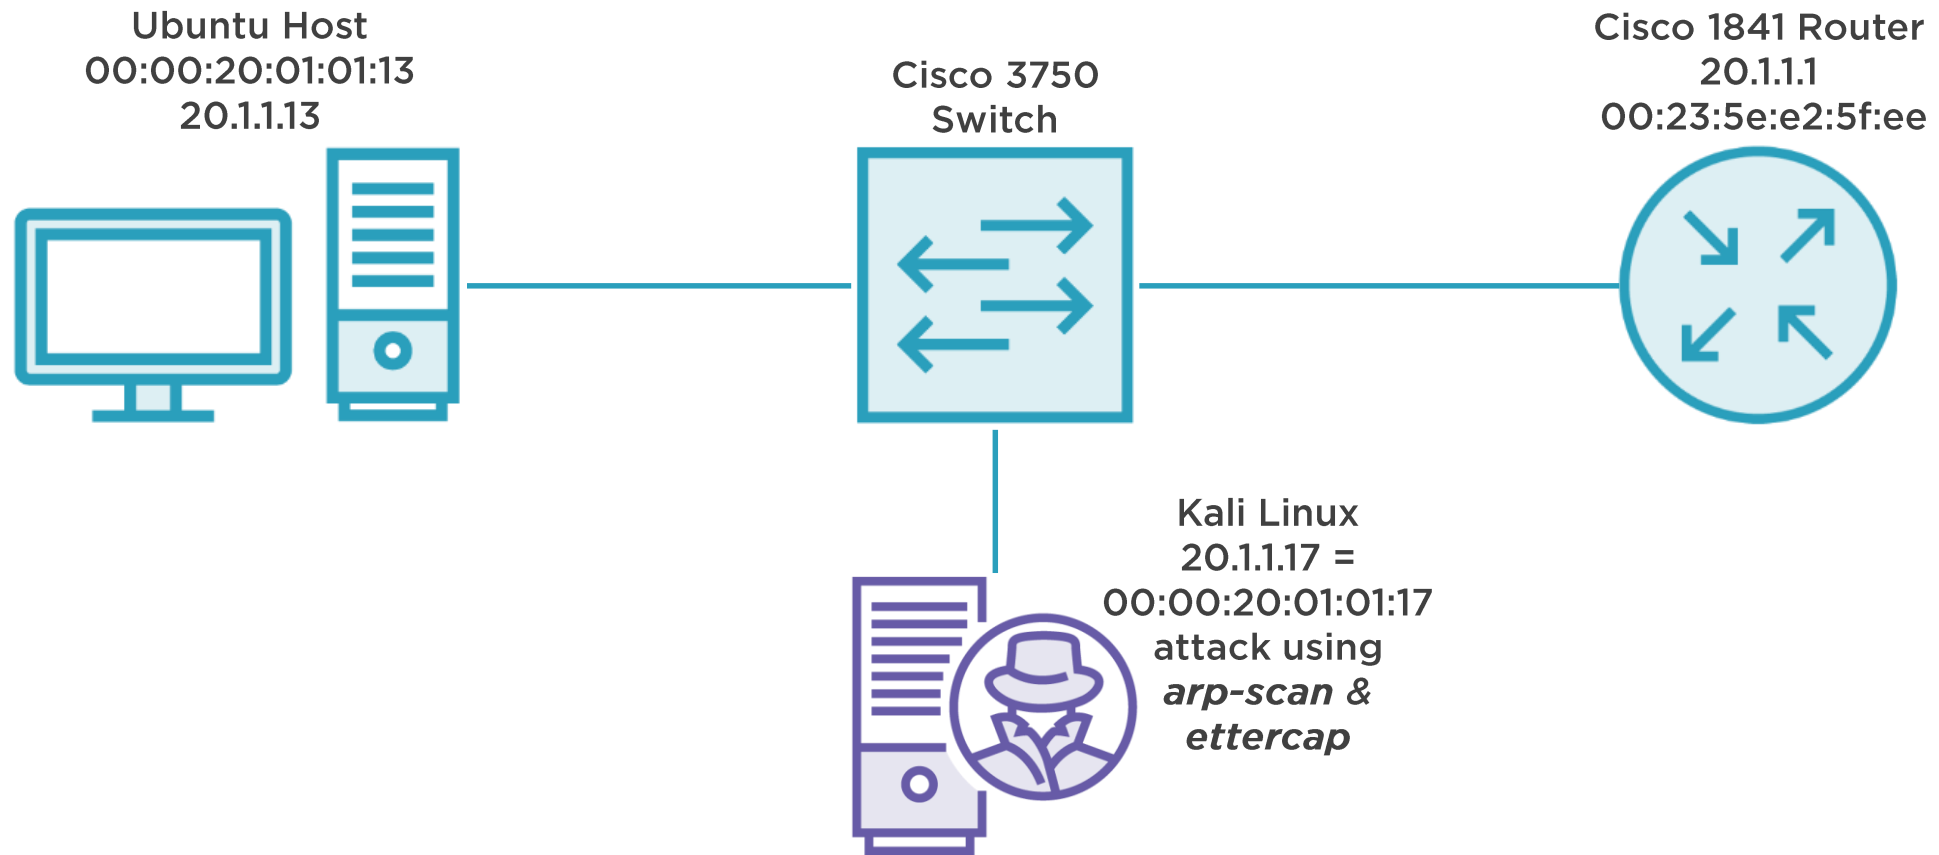 Ubuntu Host
00:00:20:01:01:13
20.1.1.13
Cisco 3750
Switch
Cisco 1841 Router
20.1.1.1
00:23:5e:e2:5f:ee
Kali Linux
20.1.1.17 =
00:00:20:01:01:17
attack using
arp-scan &
ettercap